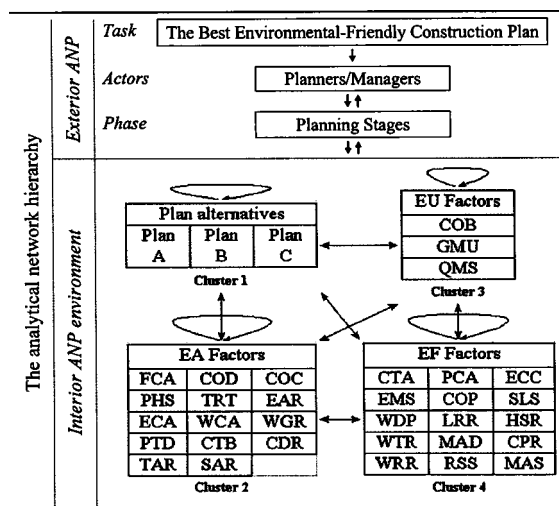 The analytical network hierarchy
Exterior ANP
Task
The Best Environmental-Friendly Construction Plan
Actors
Planners/Managers
Phase
Planning Stages
Interior ANP environment
Plan alternatives
Plan Plan Plan
A B C
Cluster 1
EU Factors
COB
GMU
QMS
Cluster 3
EA Factors
FCA COD COC
PHS TRT EAR
ECA WCA WGR
PTD CTB CDR
TAR SAR
Cluster 2
EF Factors
CTA PCA ECC
EMS COP SLS
WDP LRR HSR
WTR MAD CPR
WRR RSS MAS
Cluster 4